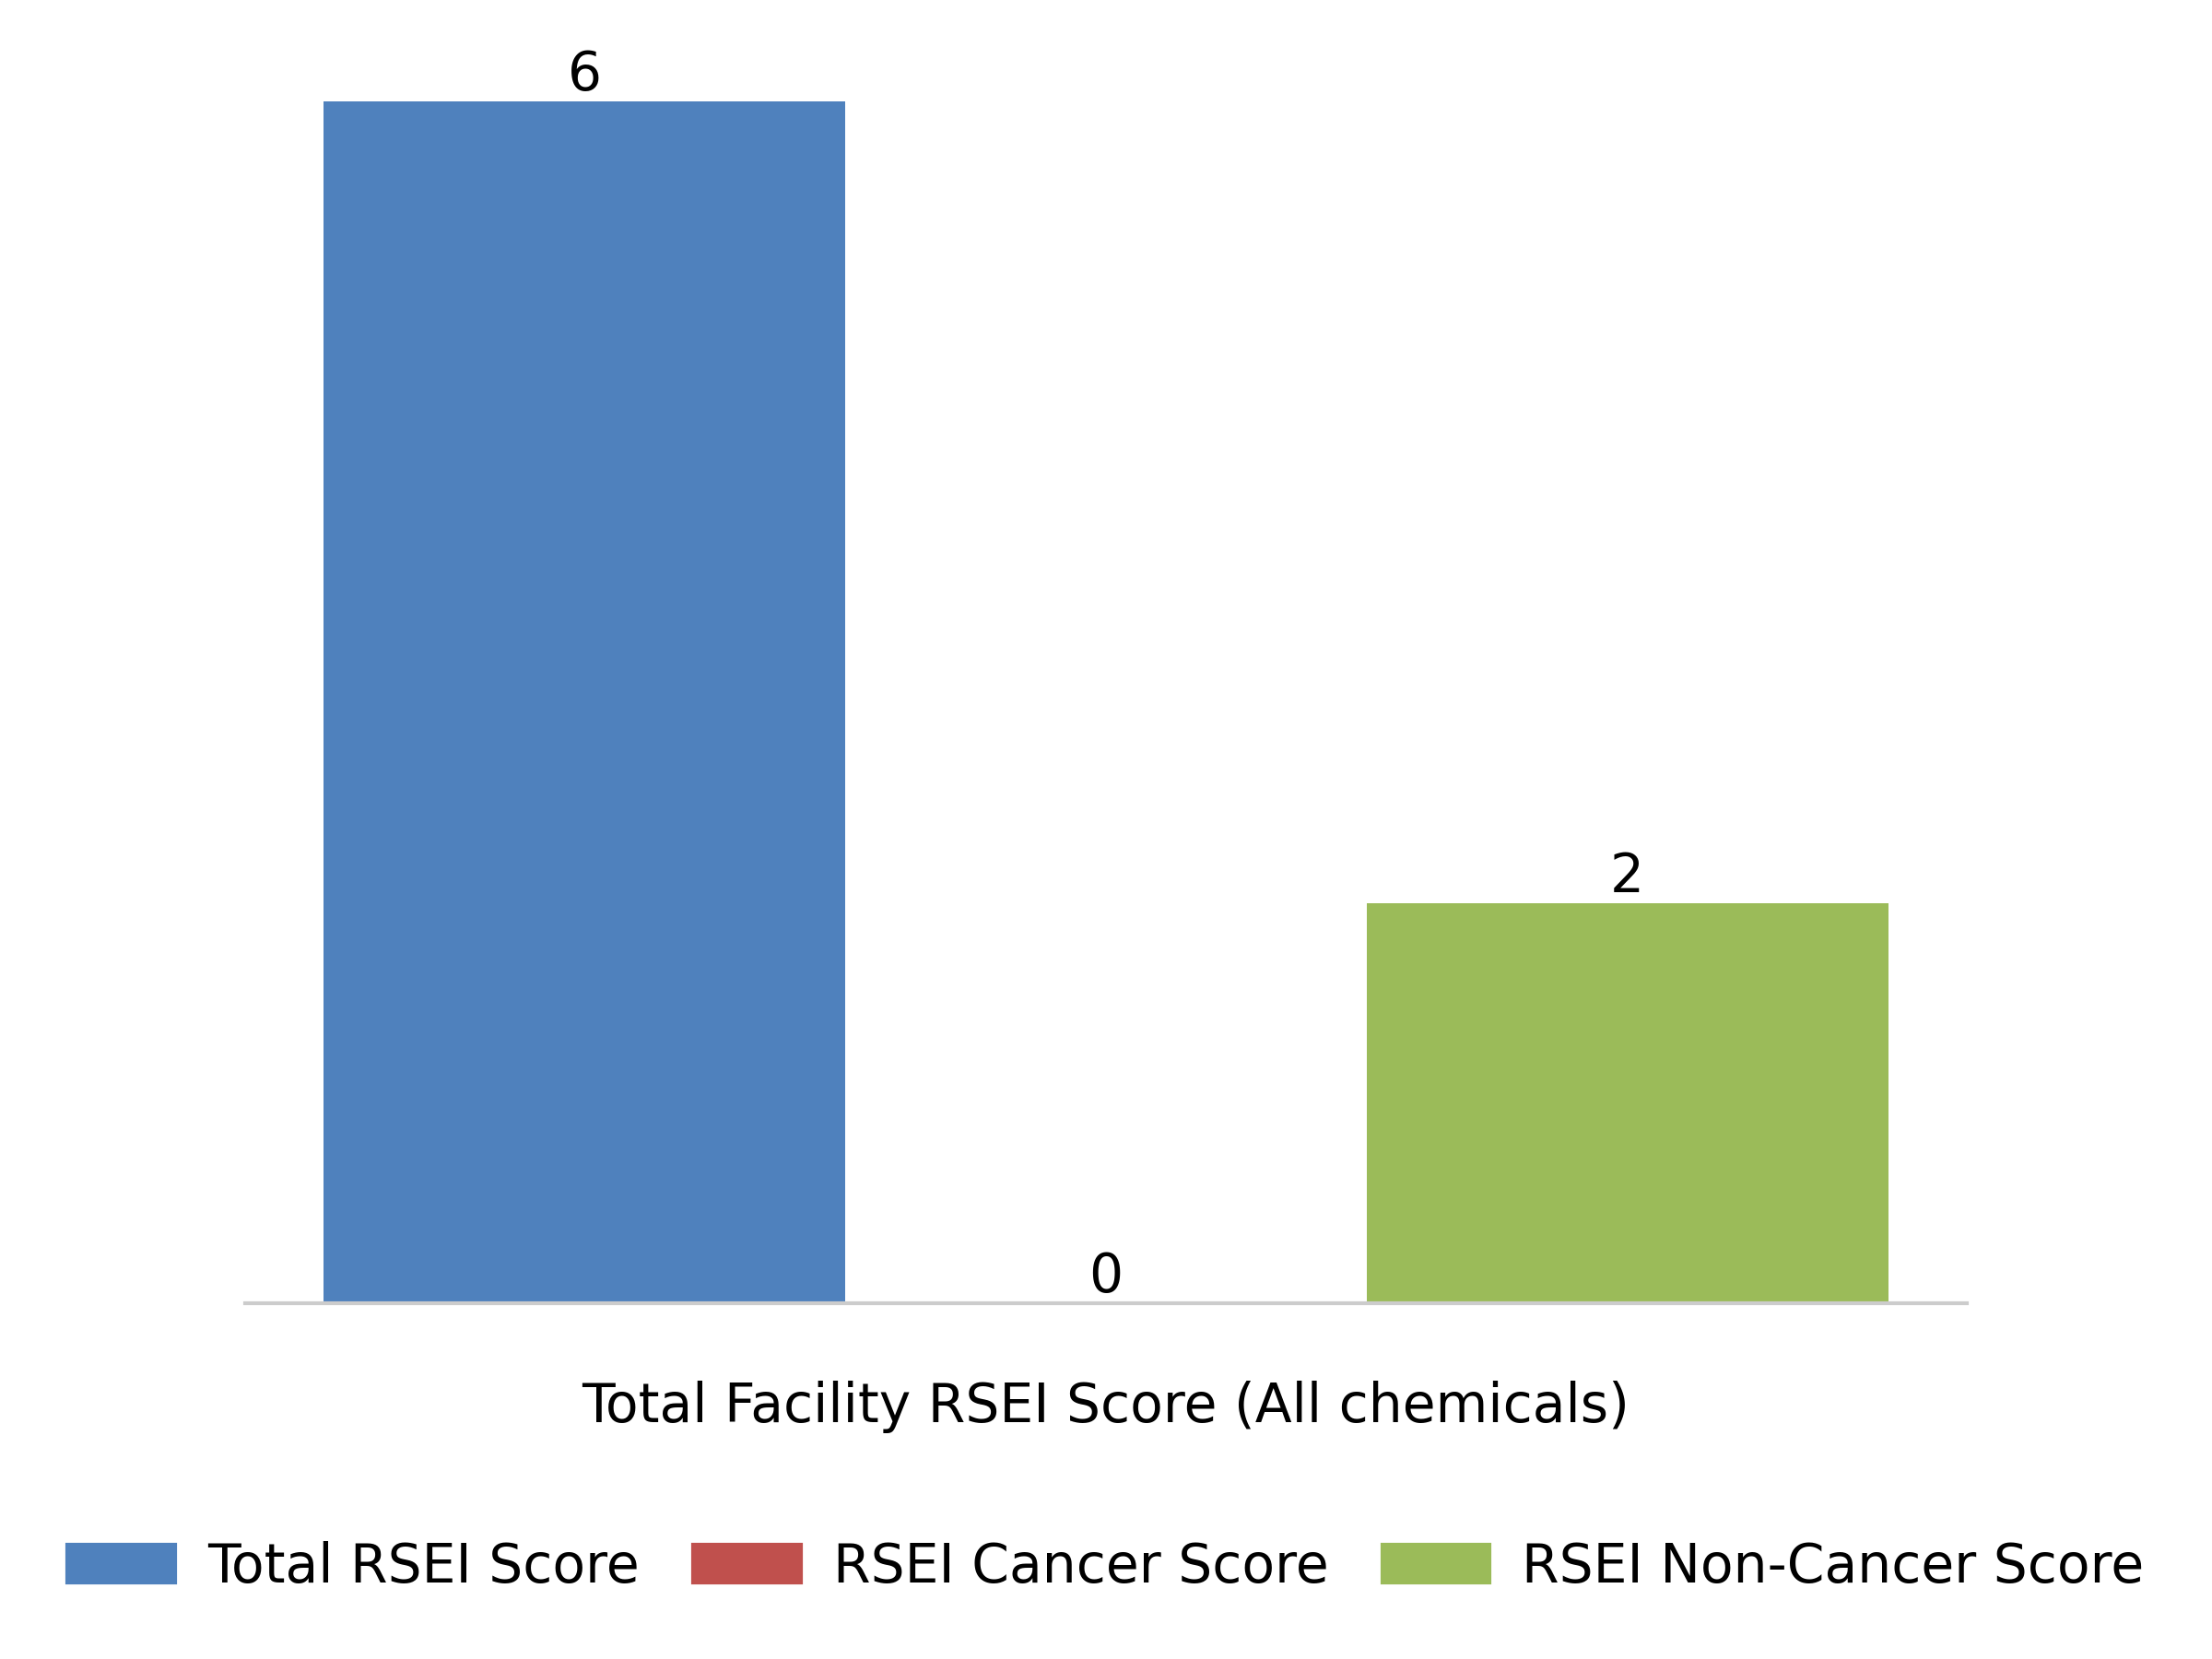 6
2
0
Total Facility RSEI Score (All chemicals)
Total RSEI Score RSEI Cancer Score RSEI Non-Cancer Score